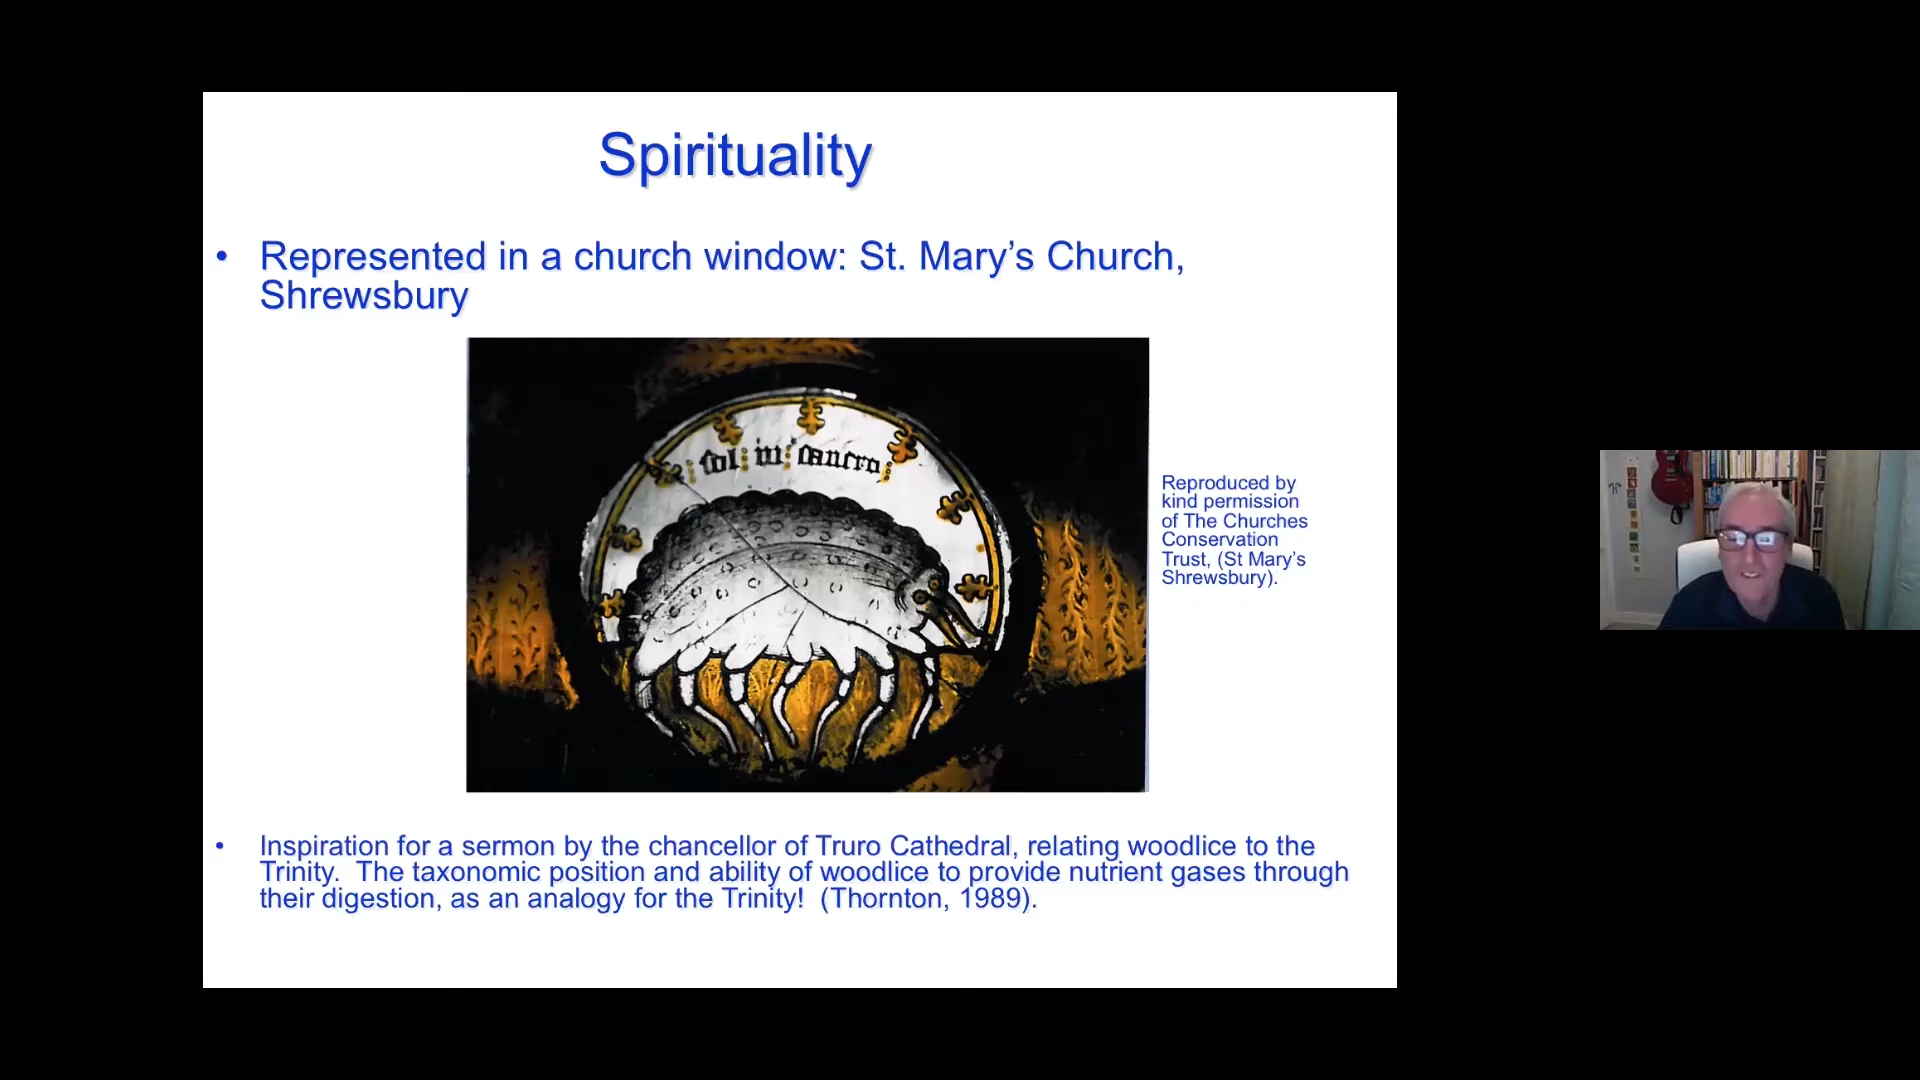 Spirituality
• Represented in a church window: St. Mary’s Church,
Shrewsbury
sol in cancro
Reproduced by
kind permission
of The Churches
Conservation
Trust, (St Mary’s
Shrewsbury).
• Inspiration for a sermon by the chancellor of Truro Cathedral, relating woodlice to the
Trinity.  The taxonomic position and ability of woodlice to provide nutrient gases through
their digestion, as an analogy for the Trinity!  (Thornton, 1989).